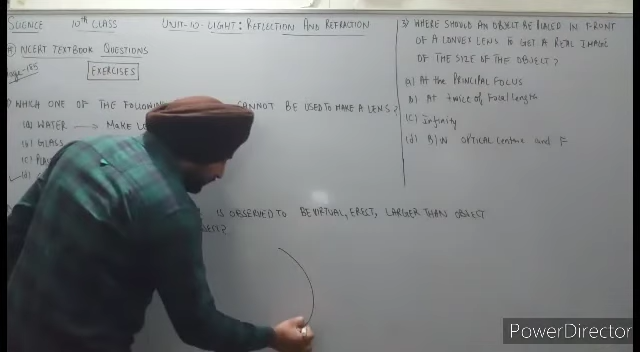 SCIENCE 10th CLASS UNIT-10 LIGHT: REFLECTION AND REFRACTION
NCERT TEXTBOOK QUESTIONS
Page-185
EXERCISES
1) WHICH ONE OF THE FOLLOWING CANNOT BE USED TO MAKE A LENS?
(a) WATER → MAKE
(b) GLASS
(c)
(d)
IS OBSERVED TO BE VIRTUAL, ERECT, LARGER THAN OBJECT
3) WHERE SHOULD AN OBJECT BE PLACED IN FRONT
OF A CONVEX LENS TO GET A REAL IMAGE
OF THE SIZE OF THE OBJECT?
(a) At the PRINCIPAL FOCUS
(b) At twice of Focal length
(c) Infinity
(d) B/W OPTICAL Centre and F
PowerDirector